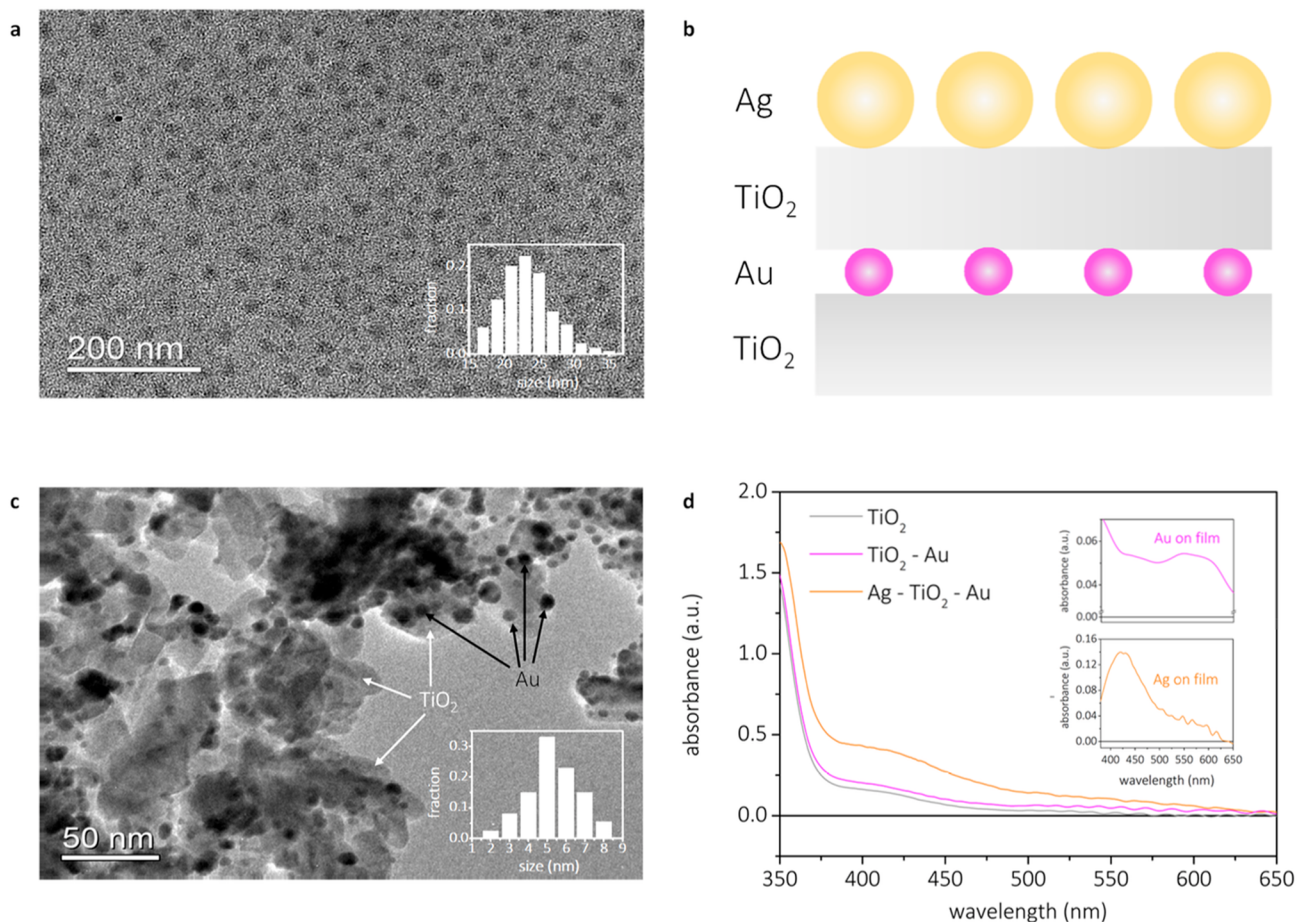 a
200 nm
fraction
0.2
0.1
0.0
15 20 25 30 35
size (nm)
b
Ag
TiO2
Au
TiO2
c
Au
TiO2
50 nm
fraction
0.3
0.2
0.1
0.0
1 2 3 4 5 6 7 8 9
size (nm)
d
absorbance (a.u.)
2.0
1.5
1.0
0.5
0.0
350 400 450 500 550 600 650
wavelength (nm)
TiO2
TiO2 - Au
Ag - TiO2 - Au
absorbance (a.u.)
0.06
0.04
0.00
Au on film
absorbance (a.u.)
0.16
0.12
0.08
0.04
0.00
Ag on film
400 450 500 550 600 650
wavelength (nm)